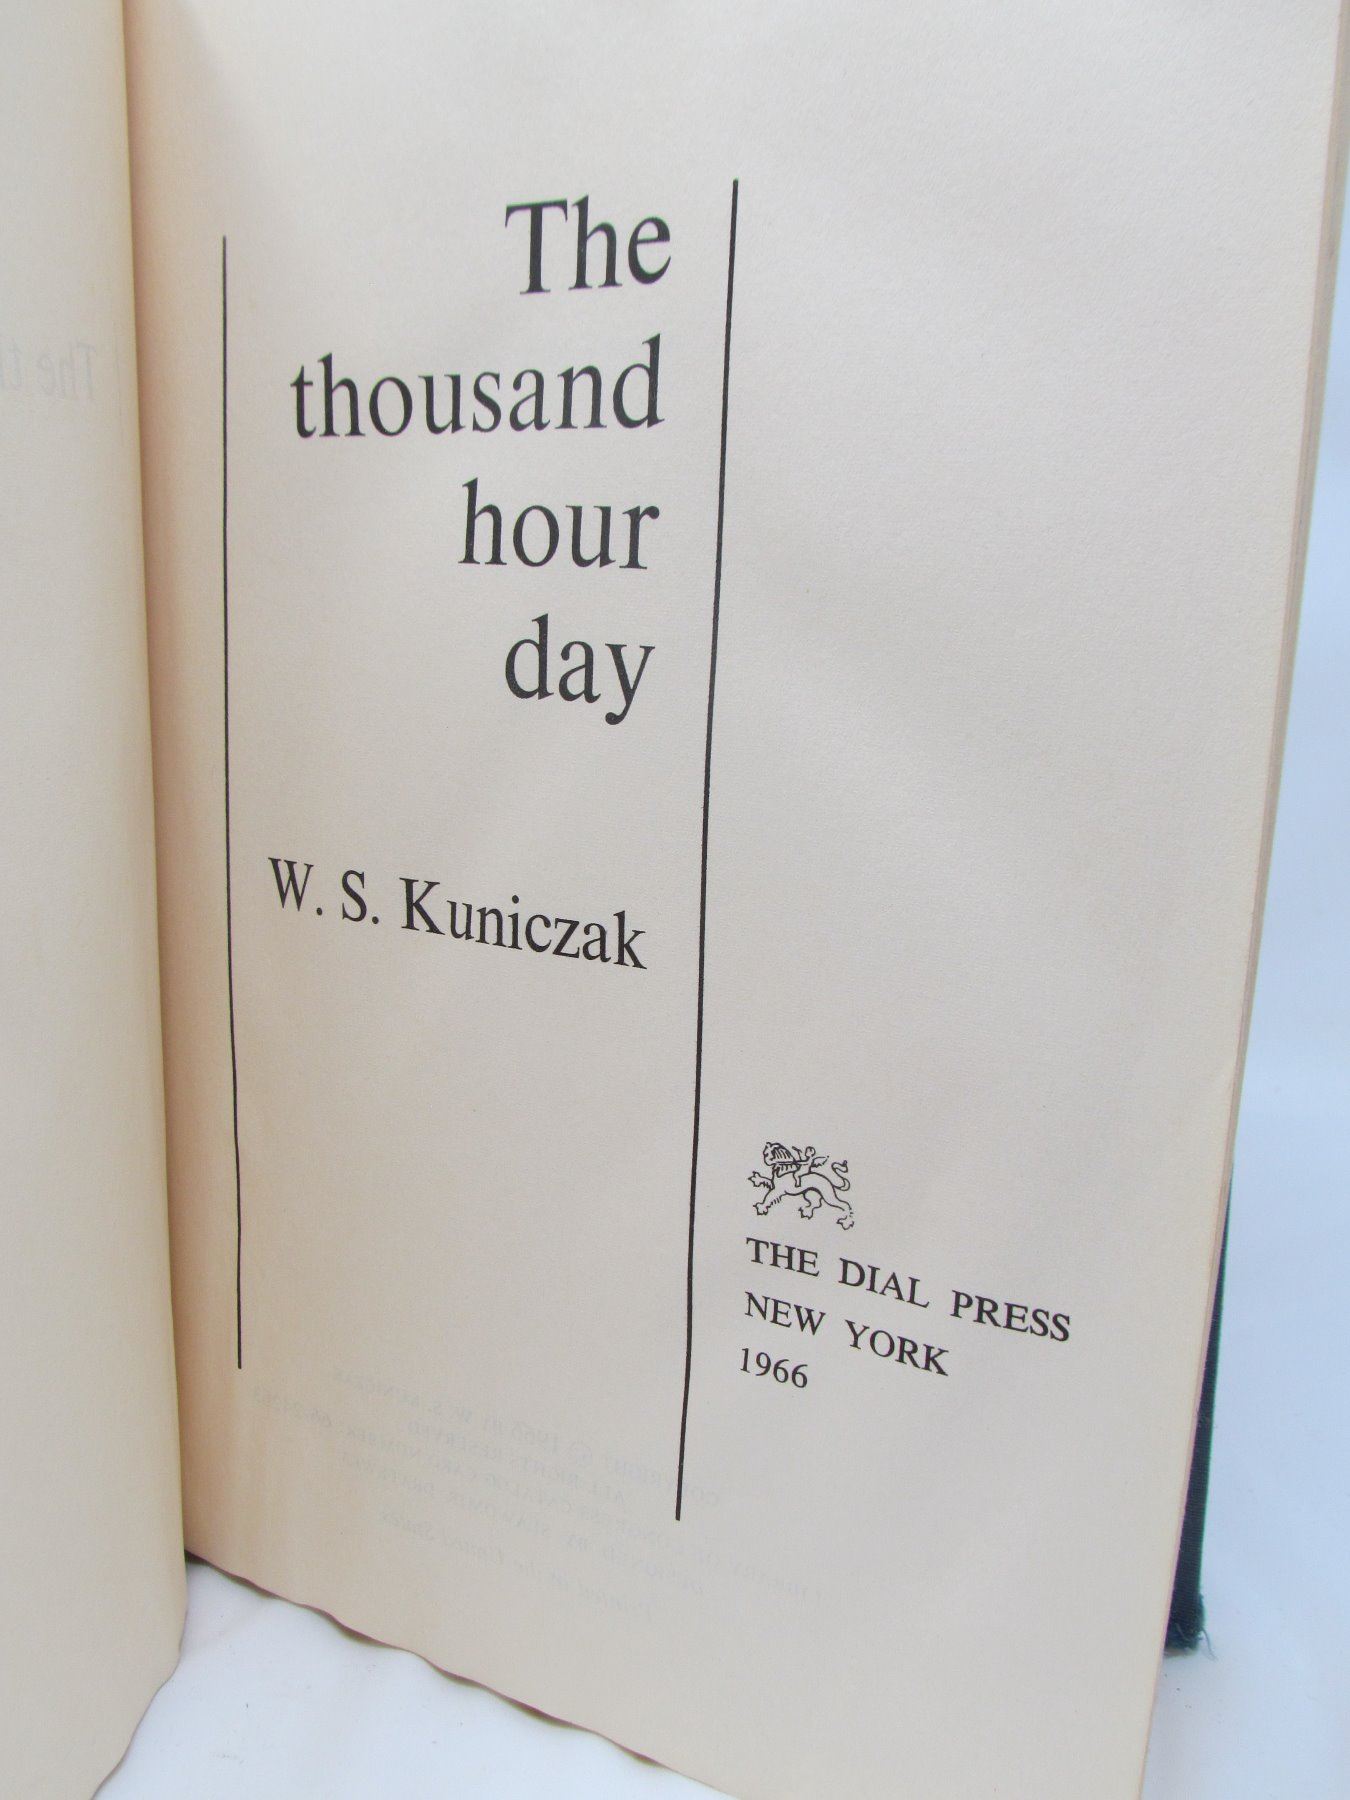 The
thousand
hour
day
W. S. Kuniczak
THE DIAL PRESS
NEW YORK
1966